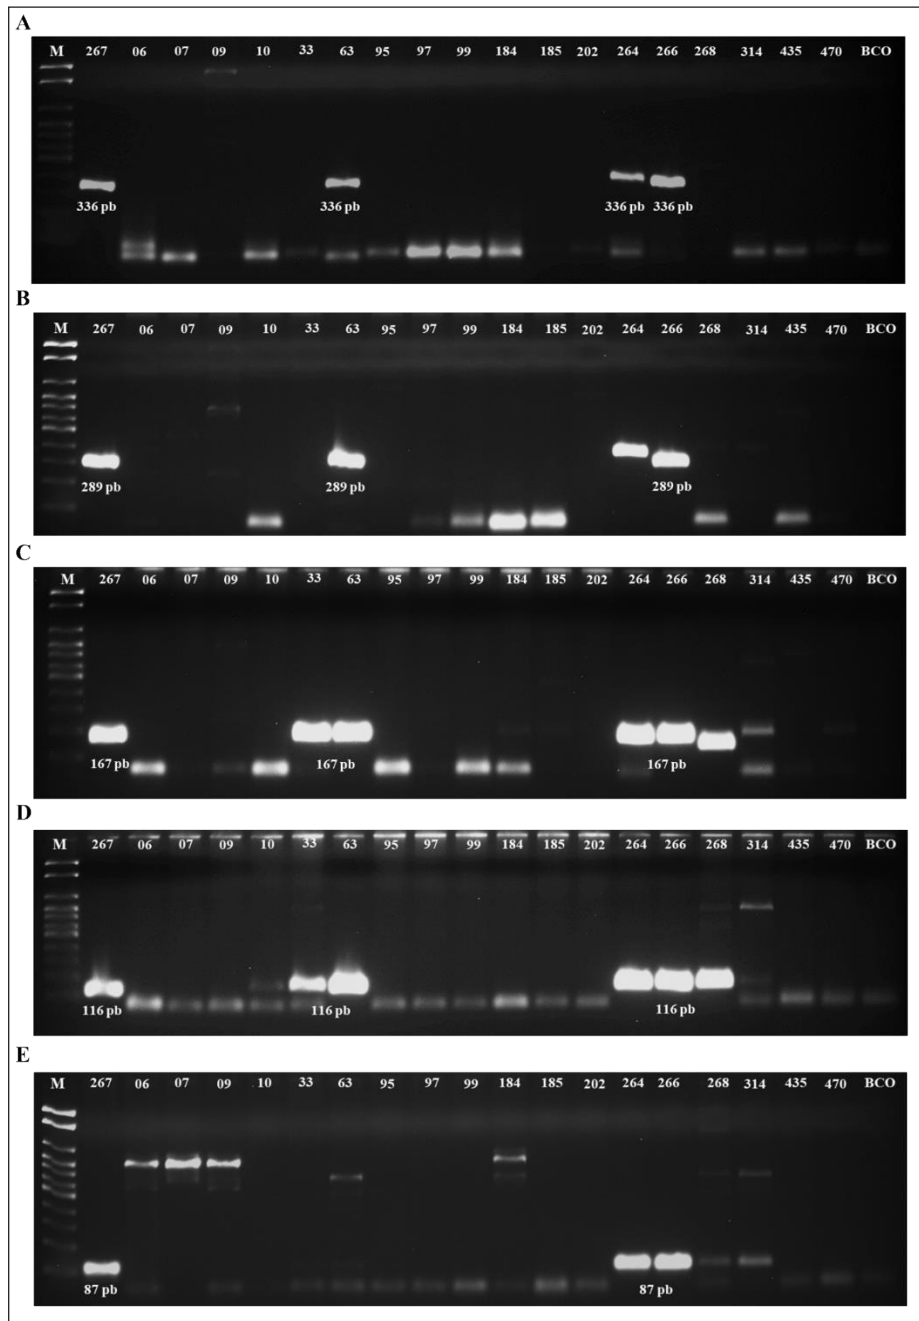 A
M 267 06 07 09 10 33 63 95 97 99 184 185 202 264 266 268 314 435 470 BCO
336 pb 336 pb 336 pb 336 pb
B
M 267 06 07 09 10 33 63 95 97 99 184 185 202 264 266 268 314 435 470 BCO
289 pb 289 pb 289 pb
C
M 267 06 07 09 10 33 63 95 97 99 184 185 202 264 266 268 314 435 470 BCO
167 pb 167 pb 167 pb
D
M 267 06 07 09 10 33 63 95 97 99 184 185 202 264 266 268 314 435 470 BCO
116 pb 116 pb 116 pb
E
M 267 06 07 09 10 33 63 95 97 99 184 185 202 264 266 268 314 435 470 BCO
87 pb 87 pb